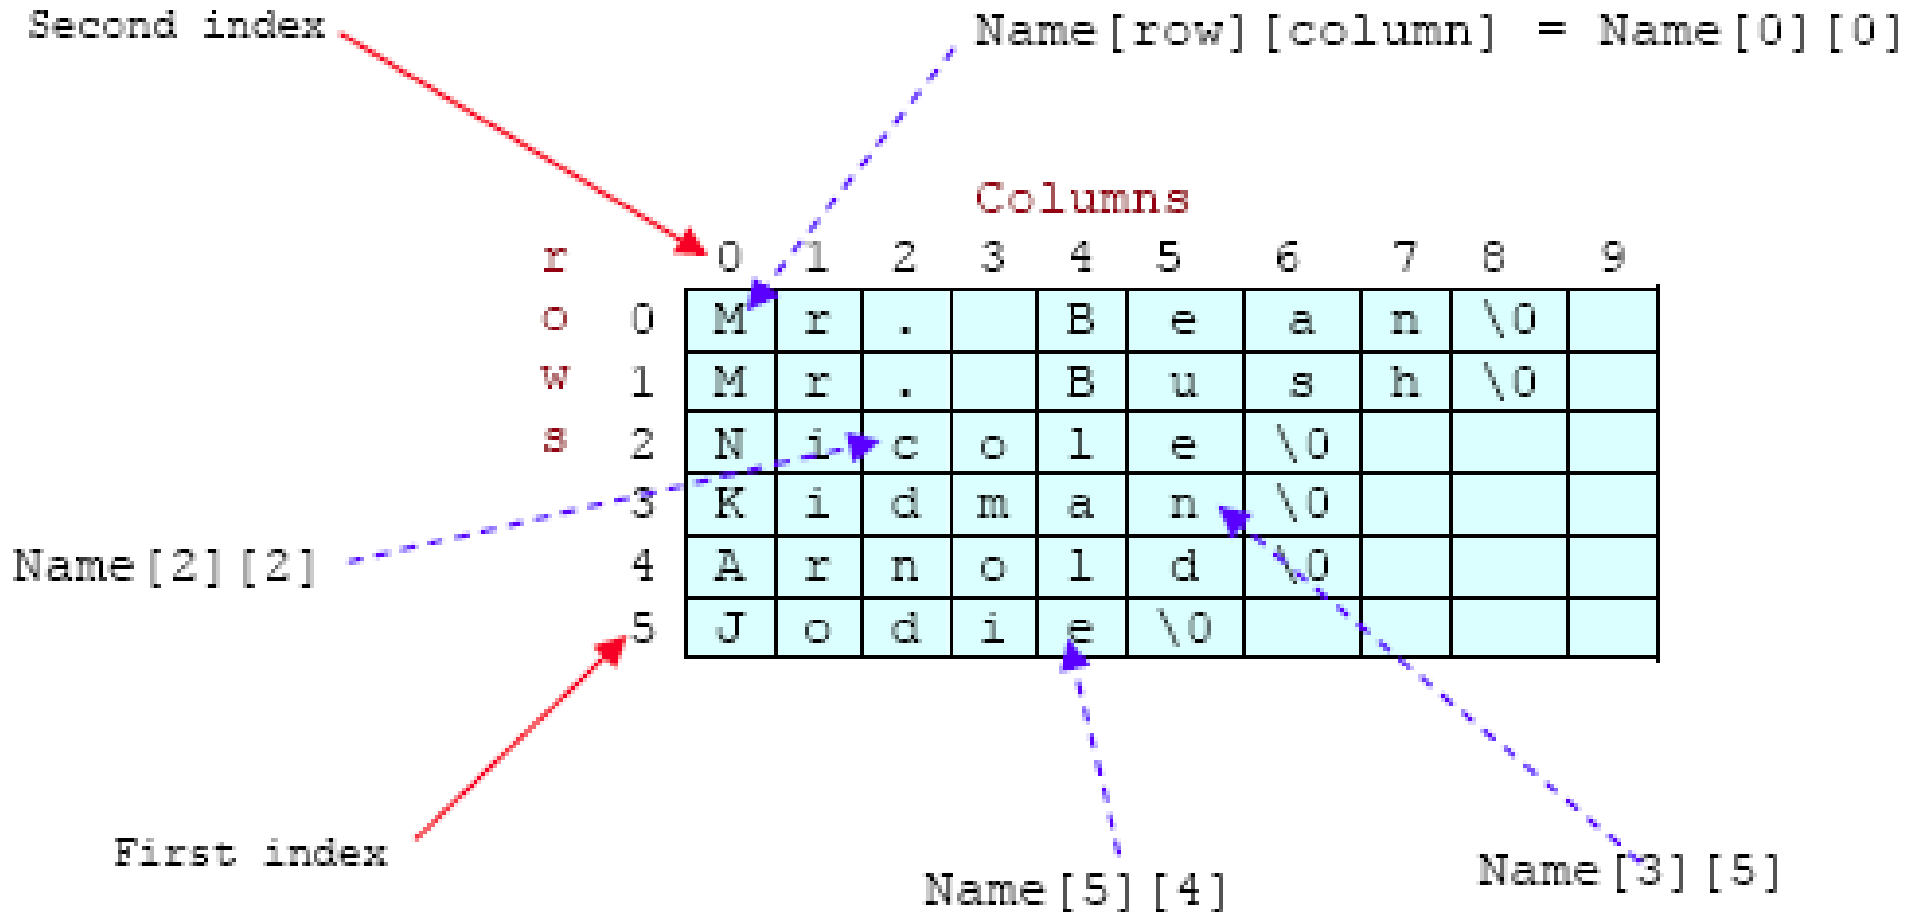 Second index
Name[row][column] = Name[0][0]
Columns
rows
0 1 2 3 4 5 6 7 8 9
0 M r . B e a n \0
1 M r . B u s h \0
2 N i c o l e \0
3 K i d m a n \0
Name[2][2]
4 A r n o l d \0
5 J o d i e \0
First index
Name[5][4]
Name[3][5]